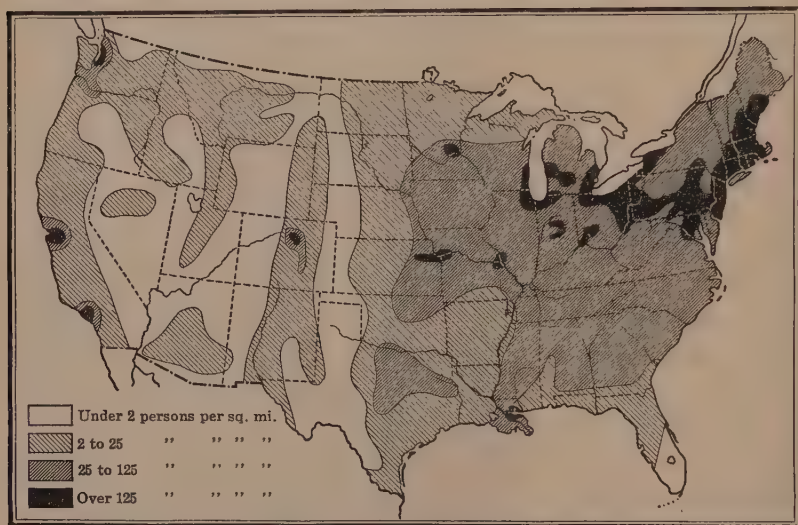 Under 2 persons per sq. mi.
2 to 25 " " " "
25 to 125 " " " "
Over 125 " " " "